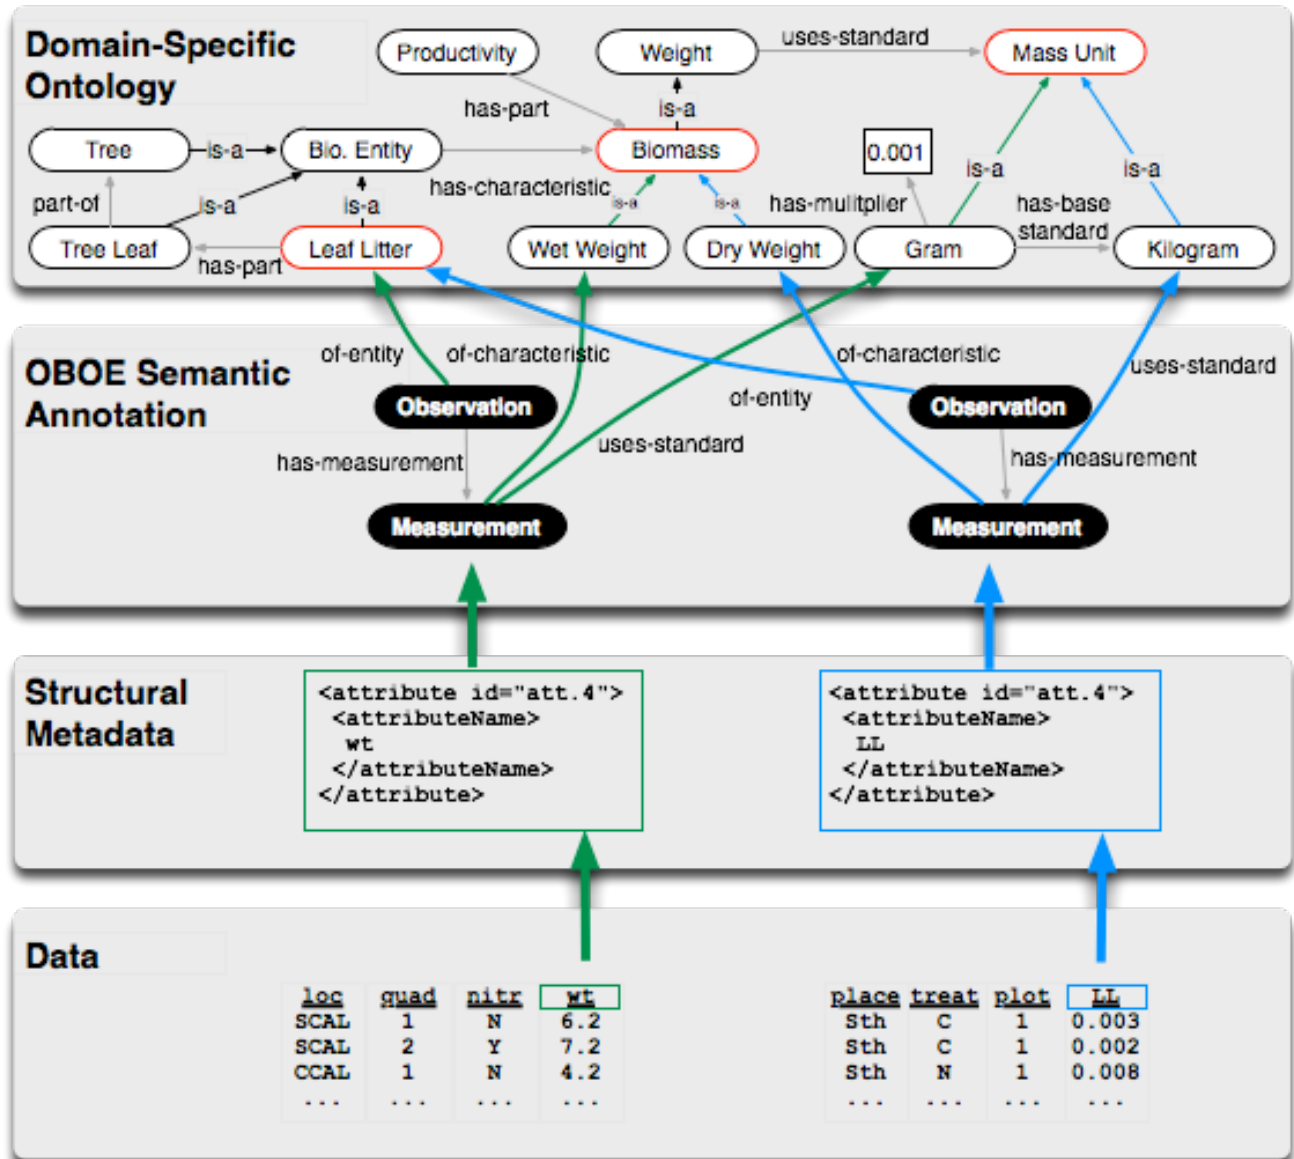 Domain-Specific
Ontology
Productivity
Weight
uses-standard
Mass Unit
has-part
is-a
Tree
is-a
Bio. Entity
Biomass
0.001
is-a
is-a
part-of
is-a
is-a
has-characteristic
is-a
is-a
has-mulitplier
has-base
standard
Tree Leaf
has-part
Leaf Litter
Wet Weight
Dry Weight
Gram
Kilogram
OBOE Semantic
Annotation
of-entity
of-characteristic
of-characteristic
uses-standard
Observation
of-entity
Observation
has-measurement
uses-standard
has-measurement
Measurement
Measurement
Structural
Metadata
<attribute id="att.4">
<attributeName>
wt
</attributeName>
</attribute>
<attribute id="att.4">
<attributeName>
LL
</attributeName>
</attribute>
Data
loc quad nitr wt
SCAL 1 N 6.2
SCAL 2 Y 7.2
CCAL 1 N 4.2
... ... ... ...
place treat plot LL
Sth C 1 0.003
Sth C 1 0.002
Sth N 1 0.008
... ... ... ...